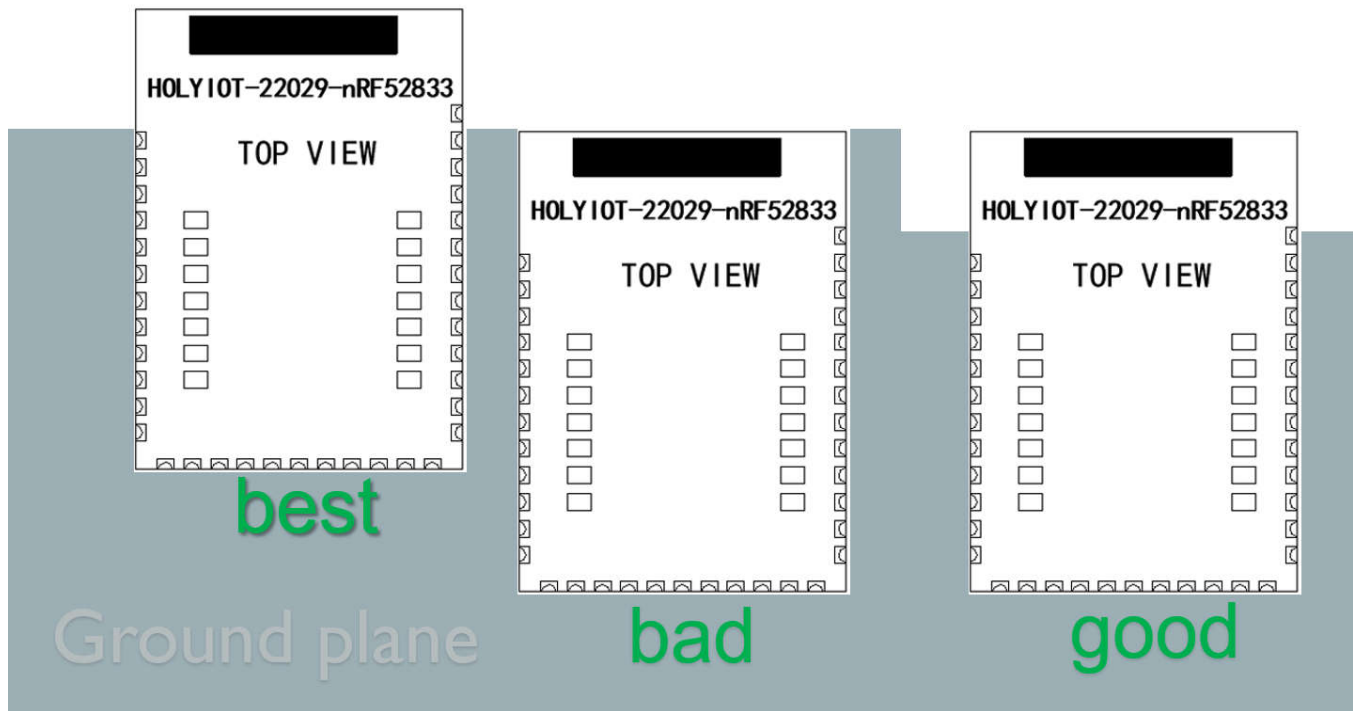 HOLYIOT-22029-nRF52833
TOP VIEW
best
HOLYIOT-22029-nRF52833
TOP VIEW
bad
HOLYIOT-22029-nRF52833
TOP VIEW
good
Ground plane